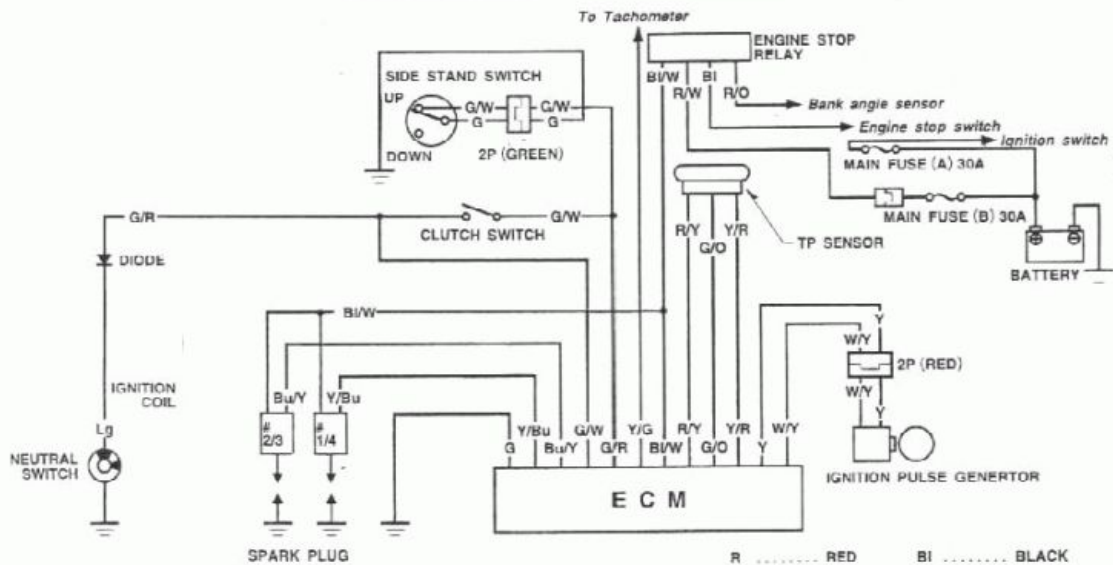 To Tachometer
ENGINE STOP
RELAY
Bl/W
R/W
Bl
R/O
Bank angle sensor
Engine stop switch
Ignition switch
MAIN FUSE (A) 30A
MAIN FUSE (B) 30A
BATTERY
SIDE STAND SWITCH
UP
G/W
G/W
G
G
DOWN
2P (GREEN)
G/R
CLUTCH SWITCH
G/W
DIODE
R/Y
G/O
Y/R
TP SENSOR
Bl/W
Y
W/Y
2P (RED)
W/Y
Y
IGNITION
COIL
Bu/Y
Y/Bu
Lg
#
2/3
#
1/4
NEUTRAL
SWITCH
G
Y/Bu
Bu/Y
G/W
G/R
Y/G
Bl/W
R/Y
G/O
Y/R
Y
W/Y
ECM
IGNITION PULSE GENERTOR
SPARK PLUG
R ........ RED
Bl ........ BLACK